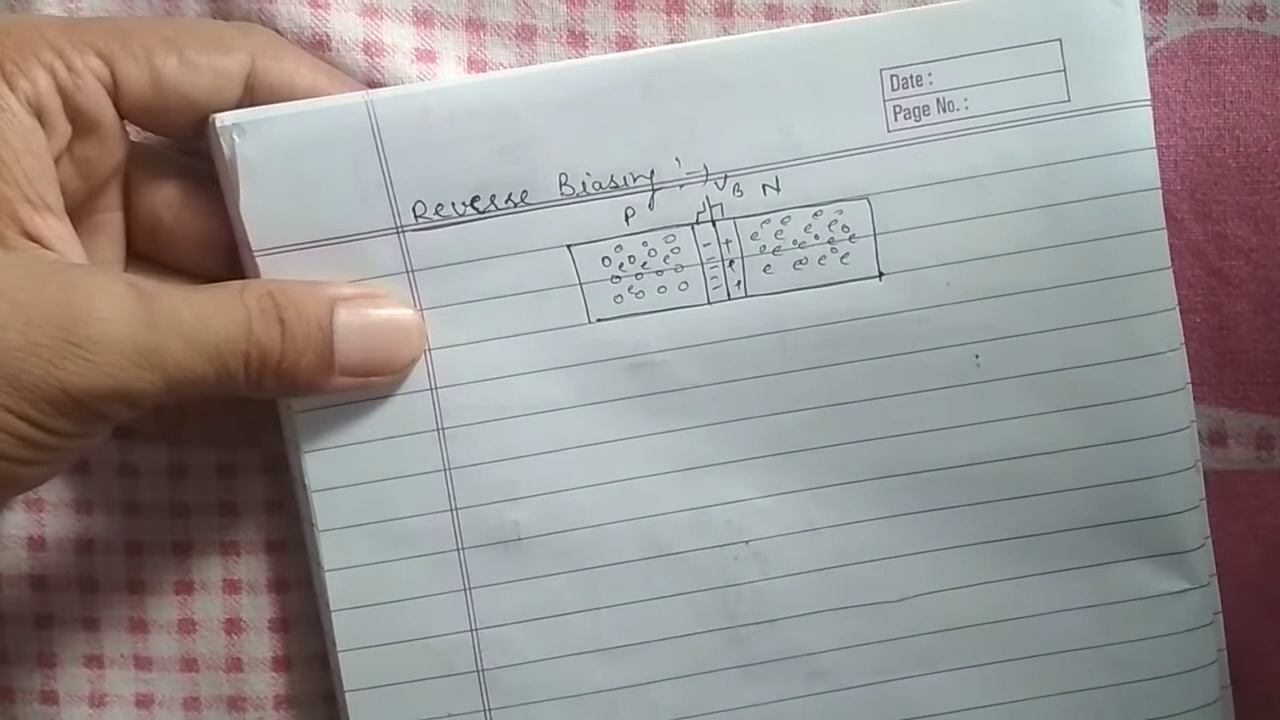 Date :
Page No. :
Reverse Biasing :→
P VB N